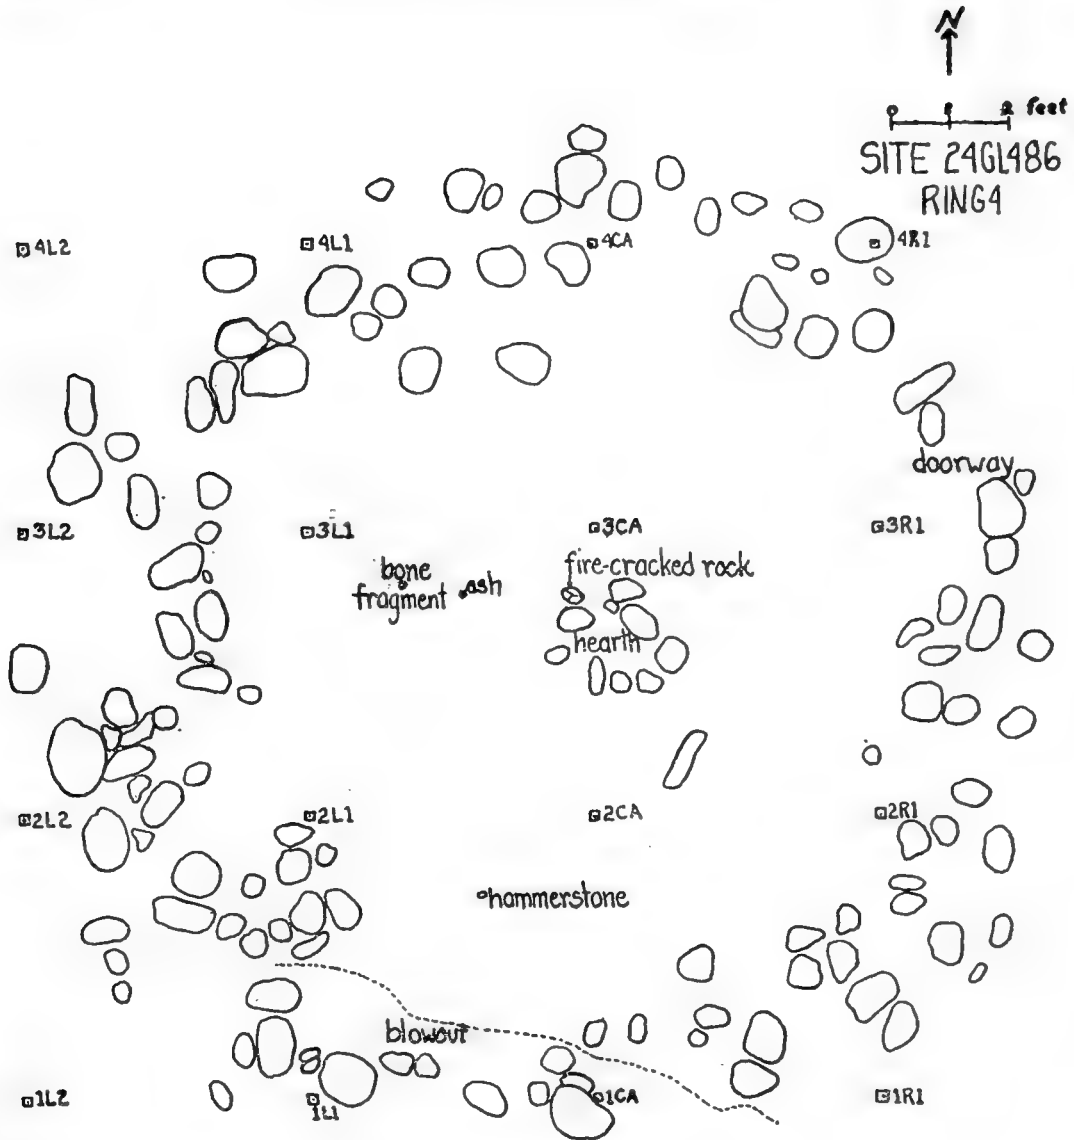 N
0 1 2 feet
SITE 24GL486
RING4
4L2
4L1
4CA
4R1
doorway
3L2
3L1
3CA
3R1
bone
fragment
ash
fire-cracked rock
hearth
2L2
2L1
2CA
2R1
hammerstone
blowout
1L2
1L1
1CA
1R1